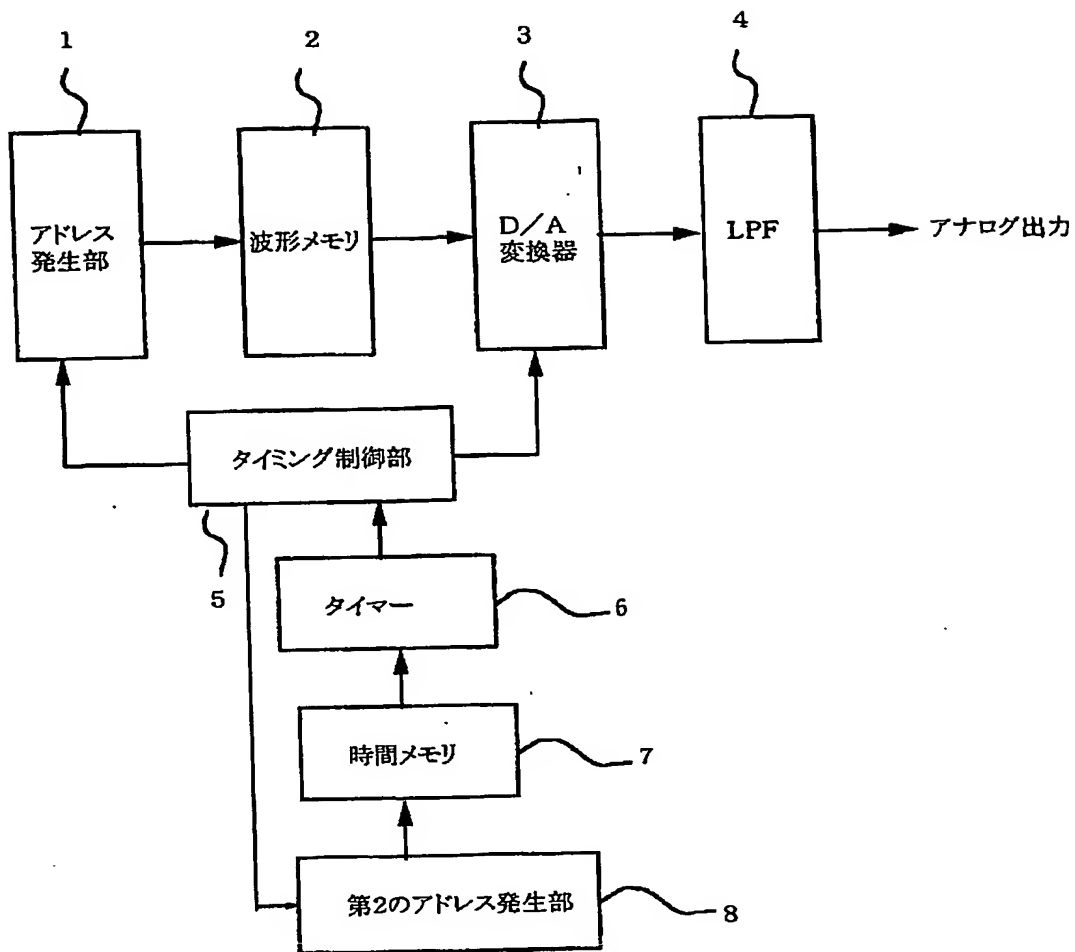 1
2
3
4
アドレス
発生部
波形メモリ
D/A
変換器
LPF
アナログ出力
タイミング制御部
5
タイマー
6
時間メモリ
7
第2のアドレス発生部
8